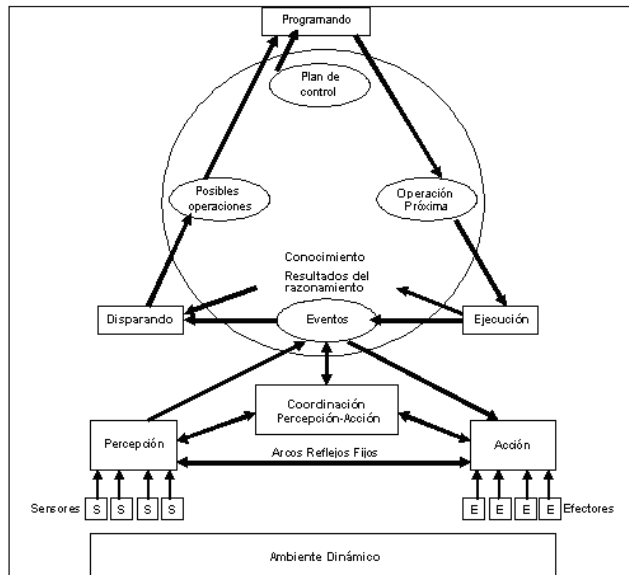 Programando
Plan de
control
Posibles
operaciones
Operación
Próxima
Conocimiento
Resultados del
razonamiento
Disparando
Eventos
Ejecución
Coordinación
Percepción-Acción
Percepción
Acción
Arcos Reflejos Fijos
Sensores S S S S
E E E E Efectores
Ambiente Dinámico